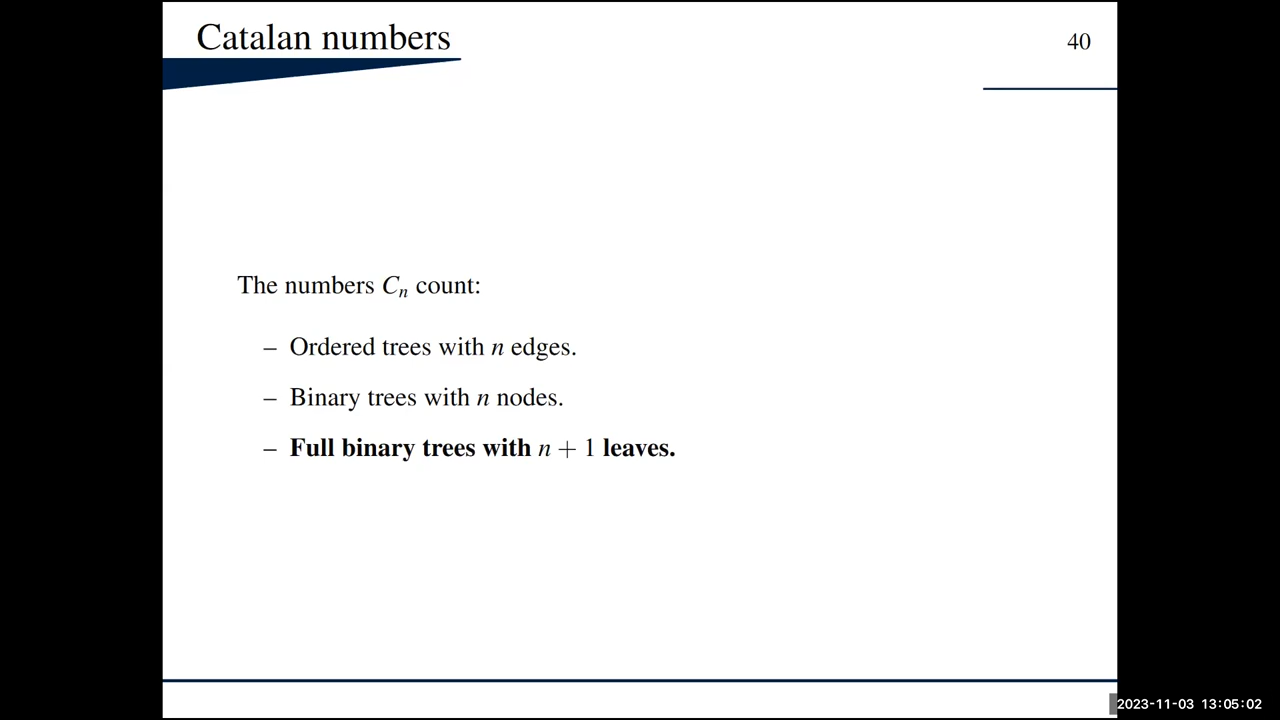 Catalan numbers
40
The numbers Cₙ count:
– Ordered trees with n edges.
– Binary trees with n nodes.
– Full binary trees with n + 1 leaves.
2023-11-03 13:05:02